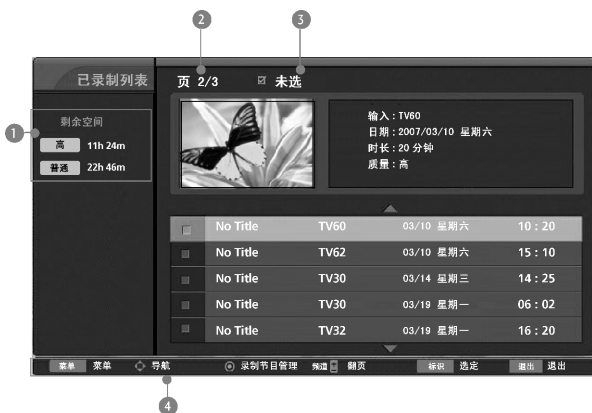 2 3
已录制列表 页 2/3 未选
1
剩余空间
高 11h 24m
普通 22h 46m
输入 : TV60
日期 : 2007/03/10 星期六
时长 : 20 分钟
质量 : 高
No Title TV60 03/10 星期六 10 : 20
No Title TV62 03/10 星期六 15 : 10
No Title TV30 03/14 星期三 14 : 25
No Title TV30 03/19 星期一 06 : 02
No Title TV32 03/19 星期一 16 : 20
菜单 菜单 导航 录制节目管理 频道 翻页 标识 选定 退出 退出
4